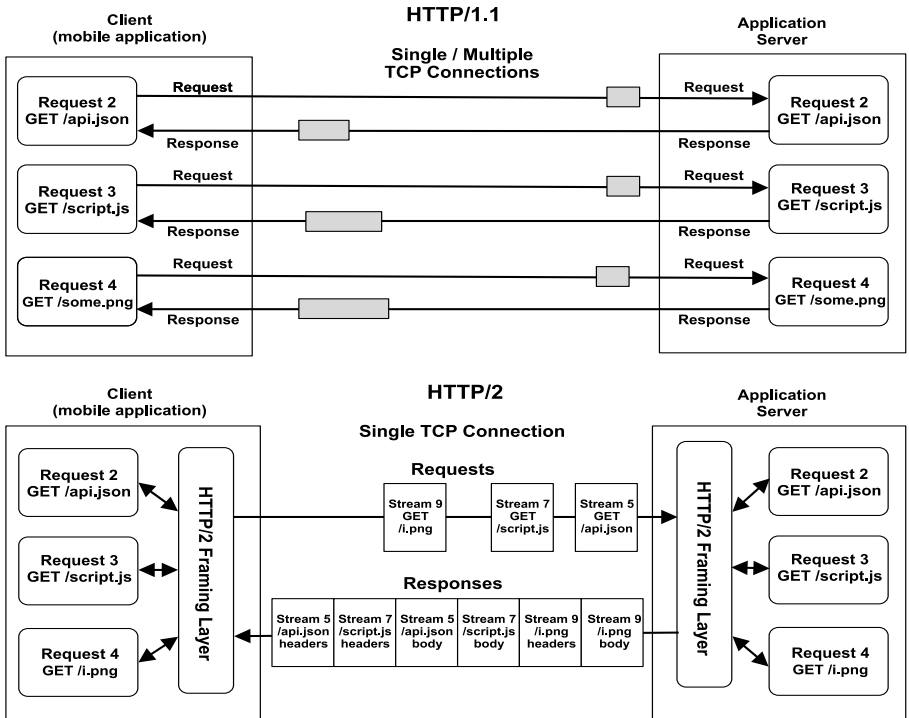 HTTP/1.1
Client
(mobile application)
Application
Server
Single / Multiple
TCP Connections
Request 2
GET /api.json
Request
Request
Response
Response
Request 2
GET /api.json
Request 3
GET /script.js
Request
Request
Response
Response
Request 3
GET /script.js
Request 4
GET /some.png
Request
Request
Response
Response
Request 4
GET /some.png
HTTP/2
Client
(mobile application)
Application
Server
Single TCP Connection
Request 2
GET /api.json
Request 3
GET /script.js
Request 4
GET /i.png
HTTP/2 Framing Layer
Requests
Stream 9
GET
/i.png
Stream 7
GET
/script.js
Stream 5
GET
/api.json
Responses
Stream 5
/api.json
headers
Stream 7
/script.js
headers
Stream 5
/api.json
body
Stream 7
/script.js
body
Stream 9
/i.png
headers
Stream 9
/i.png
body
HTTP/2 Framing Layer
Request 2
GET /api.json
Request 3
GET /script.js
Request 4
GET /i.png